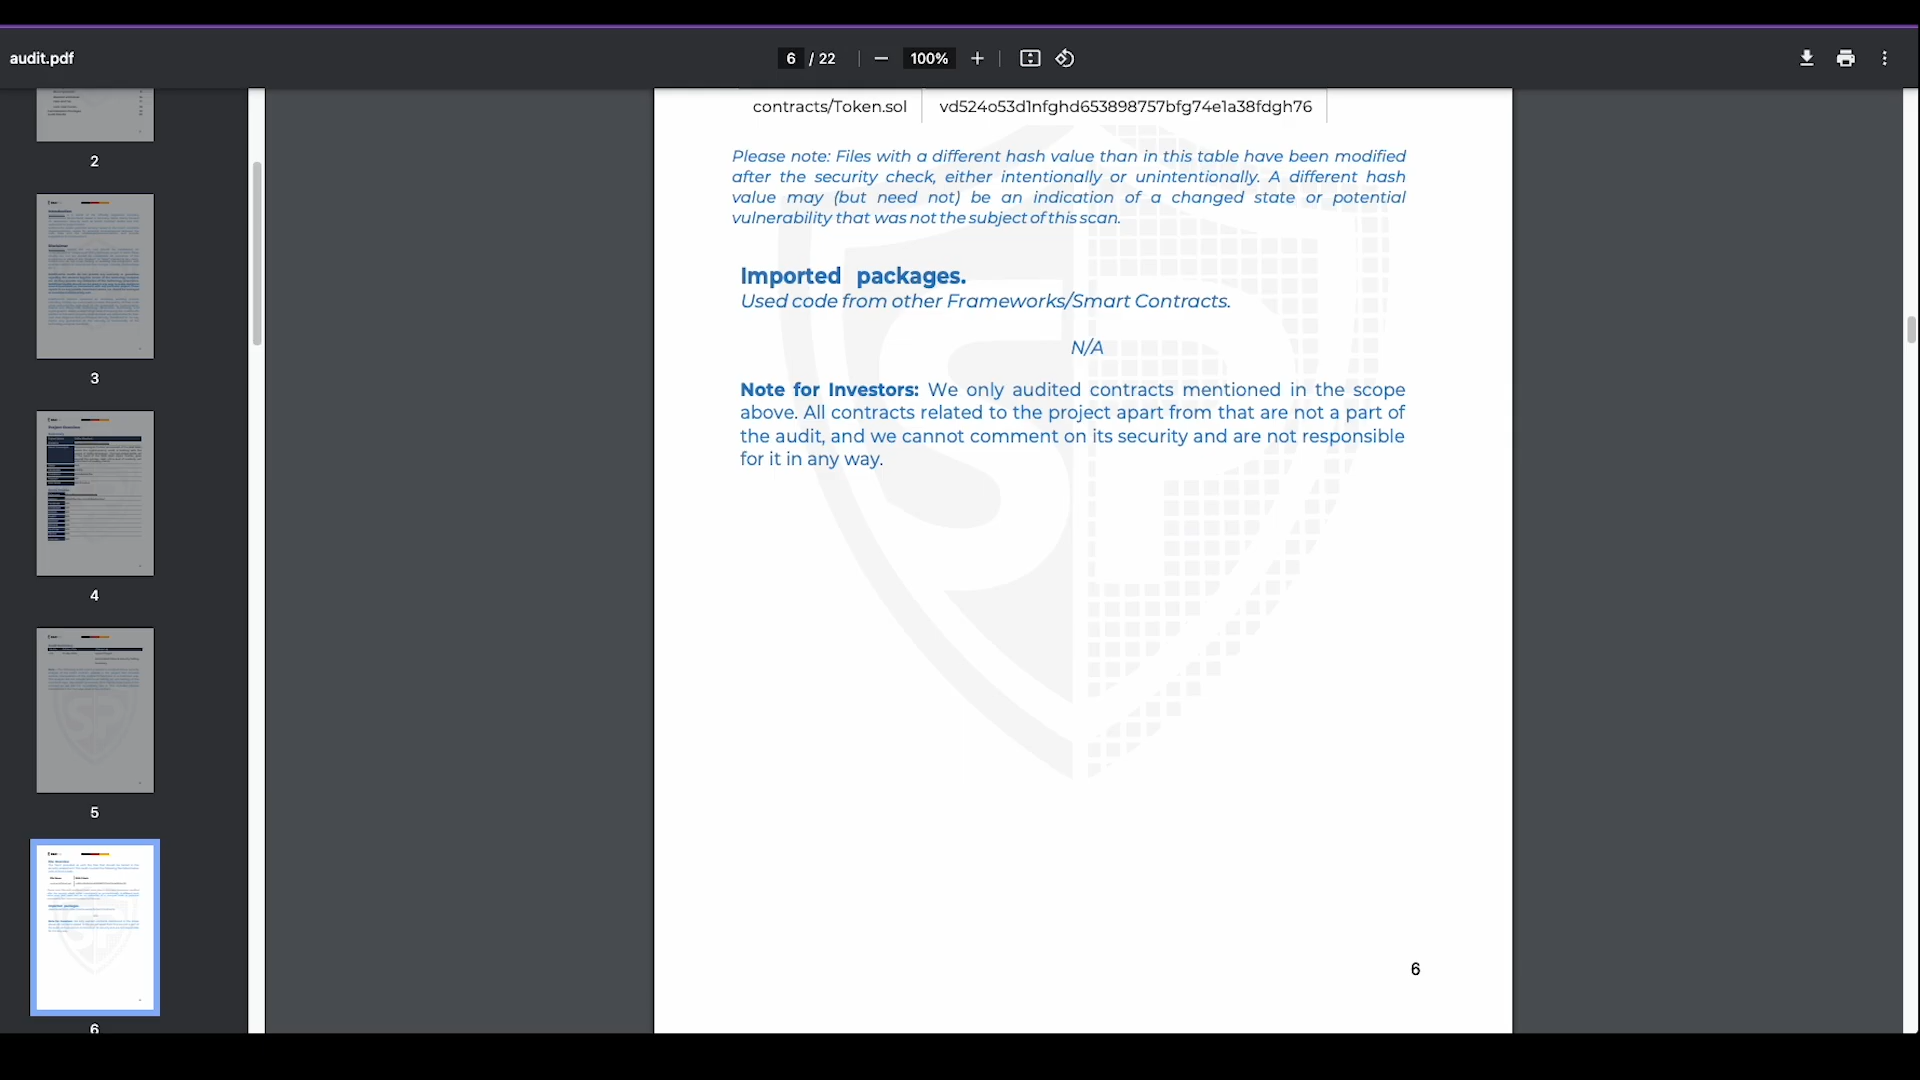 audit.pdf
6 / 22
100%
2
3
4
5
6
contracts/Token.sol vd524o53d1nfghd653898757bfg74e1a38fdgh76
Please note: Files with a different hash value than in this table have been modified
after the security check, either intentionally or unintentionally. A different hash
value may (but need not) be an indication of a changed state or potential
vulnerability that was not the subject of this scan.
Imported packages.
Used code from other Frameworks/Smart Contracts.
N/A
Note for Investors: We only audited contracts mentioned in the scope
above. All contracts related to the project apart from that are not a part of
the audit, and we cannot comment on its security and are not responsible
for it in any way.
6